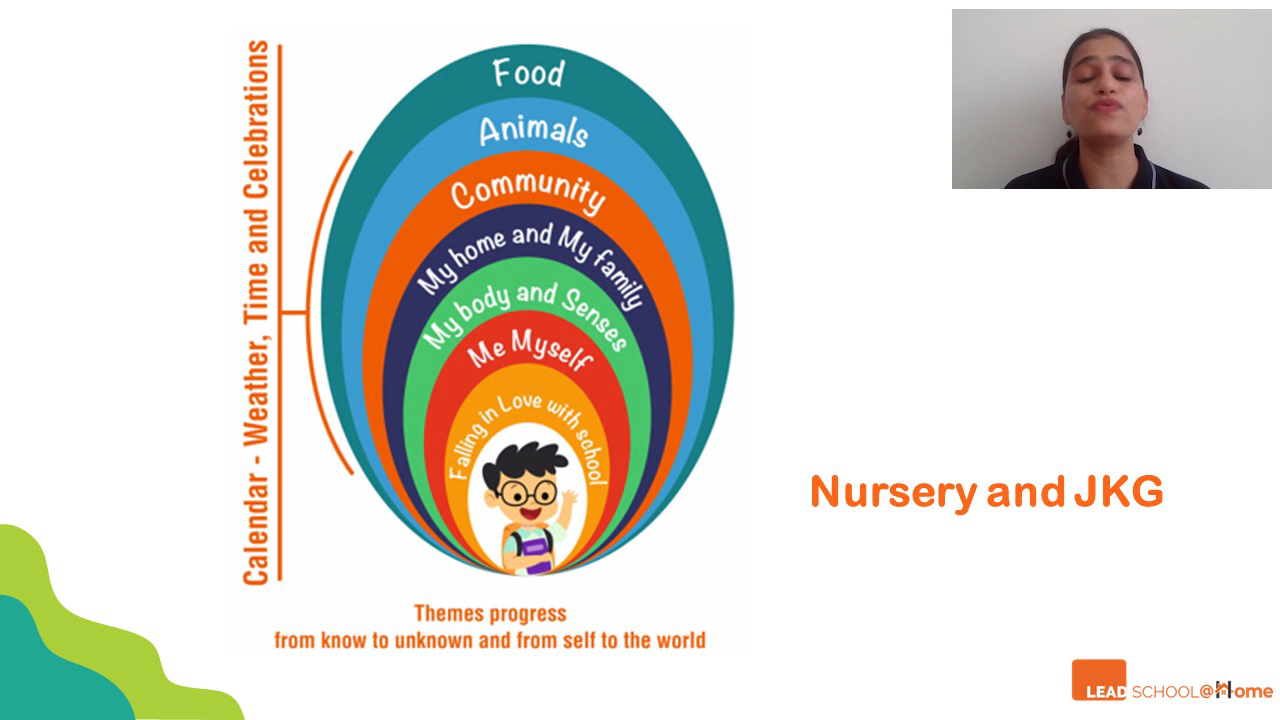 Calendar - Weather, Time and Celebrations
Food
Animals
Community
My home and My family
My body and Senses
Me Myself
Falling in Love with school
Themes progress
from know to unknown and from self to the world
Nursery and JKG
LEAD SCHOOL@Home